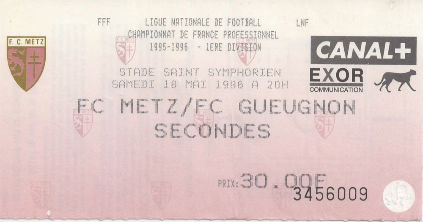 FFF LIGUE NATIONALE DE FOOTBALL LNF
CHAMPIONNAT DE FRANCE PROFESSIONNEL
1995-1996 - 1ERE DIVISION
F.C. METZ
CANAL+
EXOR
COMMUNICATION
STADE SAINT SYMPHORIEN
SAMEDI 18 MAI 1996 A 20H
FC METZ/FC GUEUGNON
SECONDES
PRIX: 30.00F
3456009